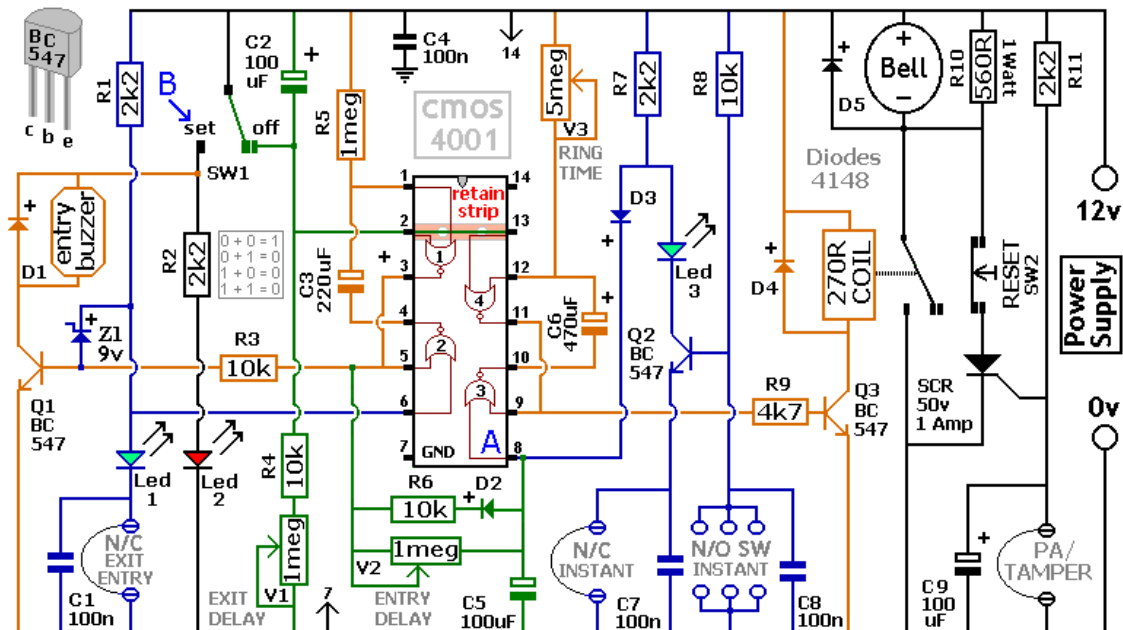 BC
547
c b e
R1
2k2
B
set
off
SW1
C2
100
uF
+
R5
1meg
C4
100n
14
cmos
4001
5meg
V3
RING
TIME
R7
2k2
R8
10k
D5
+
+
Bell
−
R10
560R
1Watt
R11
2k2
12v
Diodes
4148
entry
buzzer
D1
+
R2
2k2
0 + 0 = 1
0 + 1 = 0
1 + 0 = 0
1 + 1 = 0
C3
220uF
+
1
2
3
4
5
6
7
GND
retain
strip
1
2
3
4
A
14
13
12
11
10
9
8
C6
470uF
+
D3
+
Led
3
Q2
BC
547
D4
+
270R
COIL
RESET
SW2
Power
Supply
Z1
9v
+
R3
10k
Q1
BC
547
R9
4k7
Q3
BC
547
SCR
50v
1 Amp
0v
Led
1
Led
2
R4
10k
R6
10k
D2
+
1meg
V1
1meg
V2
N/C
EXIT
ENTRY
C1
100n
EXIT
DELAY
7
ENTRY
DELAY
C5
100uF
N/C
INSTANT
C7
100n
N/O SW
INSTANT
C8
100n
C9
100
uF
+
PA/
TAMPER